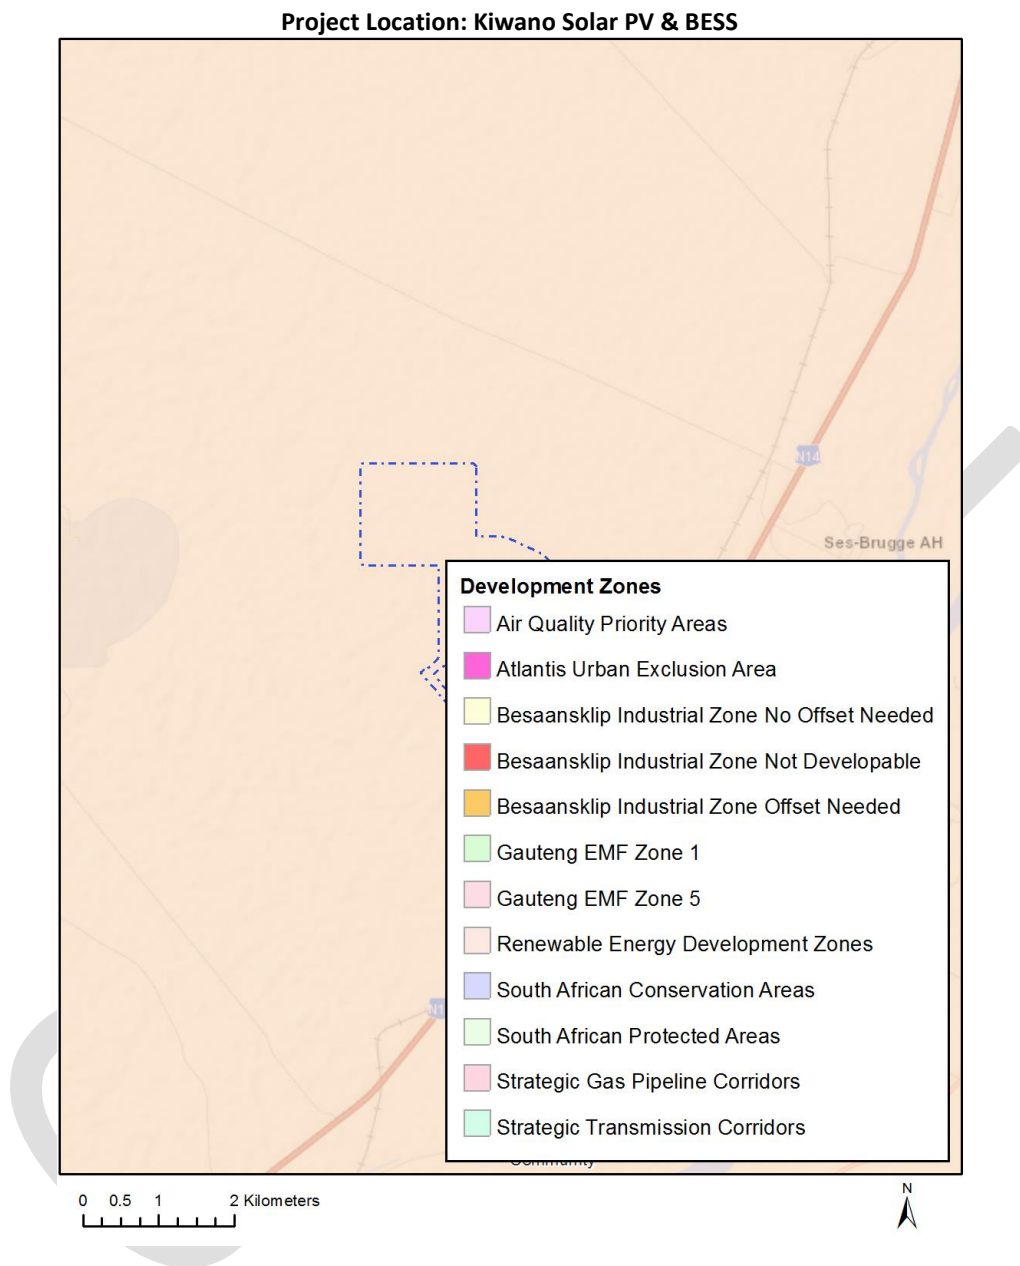 Project Location: Kiwano Solar PV & BESS
N14
Ses-Brugge AH
Development Zones
Air Quality Priority Areas
Atlantis Urban Exclusion Area
Besaansklip Industrial Zone No Offset Needed
Besaansklip Industrial Zone Not Developable
Besaansklip Industrial Zone Offset Needed
Gauteng EMF Zone 1
Gauteng EMF Zone 5
Renewable Energy Development Zones
South African Conservation Areas
South African Protected Areas
Strategic Gas Pipeline Corridors
Strategic Transmission Corridors
Community
0 0.5 1 2 Kilometers
N